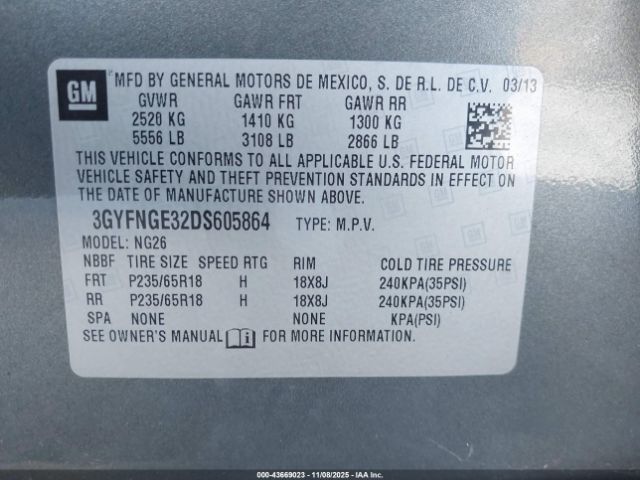 GM
MFD BY GENERAL MOTORS DE MEXICO, S. DE R.L. DE C.V. 03/13
GVWR GAWR FRT GAWR RR
2520 KG 1410 KG 1300 KG
5556 LB 3108 LB 2866 LB
THIS VEHICLE CONFORMS TO ALL APPLICABLE U.S. FEDERAL MOTOR
VEHICLE SAFETY AND THEFT PREVENTION STANDARDS IN EFFECT ON
THE DATE OF MANUFACTURE SHOWN ABOVE.
3GYFNGE32DS605864 TYPE: M.P.V.
MODEL: NG26
NBBF TIRE SIZE SPEED RTG RIM COLD TIRE PRESSURE
FRT P235/65R18 H 18X8J 240KPA(35PSI)
RR P235/65R18 H 18X8J 240KPA(35PSI)
SPA NONE NONE KPA(PSI)
SEE OWNER'S MANUAL FOR MORE INFORMATION.
000-43669023 - 11/08/2025 - IAA Inc.